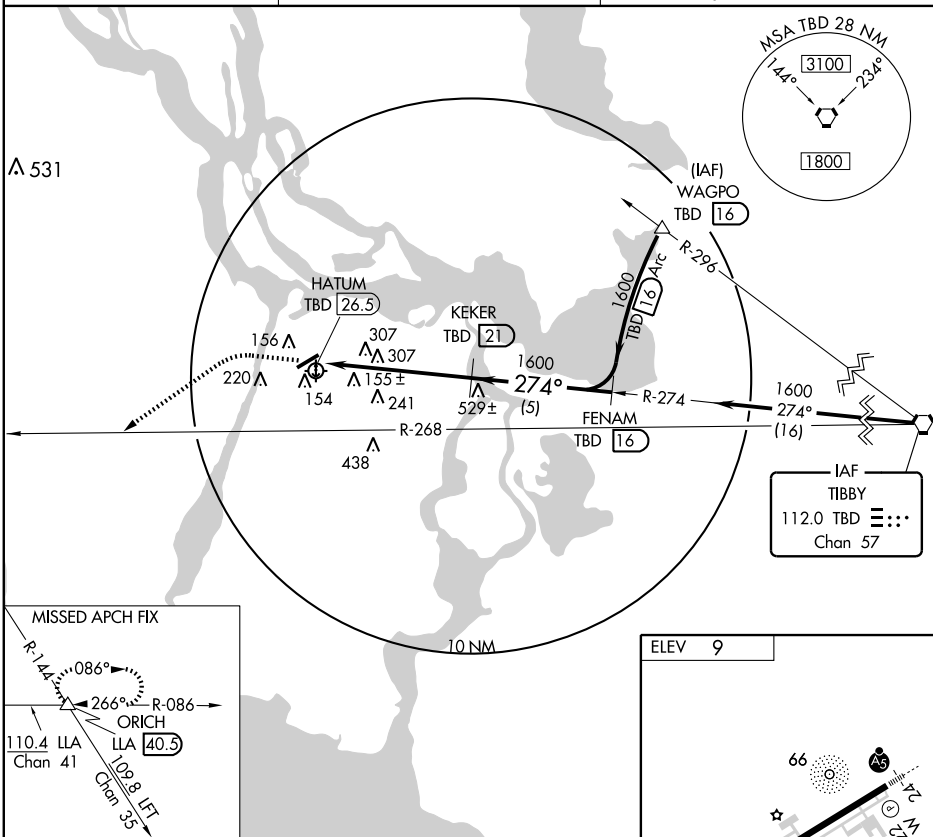 MSA TBD 28 NM
144°
3100
234°
1800
531
(IAF)
WAGPO
TBD 16
R-296
1600
TBD 16 Arc
HATUM
TBD 26.5
KEKER
TBD 21
156
307
307
220
155 ±
154
241
1600
274°
(5)
529±
R-274
1600
274°
(16)
FENAM
TBD 16
R-268
438
IAF
TIBBY
112.0 TBD
Chan 57
10 NM
MISSED APCH FIX
R-144
086°
266°
R-086
ORICH
LLA 40.5
110.4 LLA
Chan 41
109.8 LFT
Chan 35
ELEV 9
66
A5
24
P